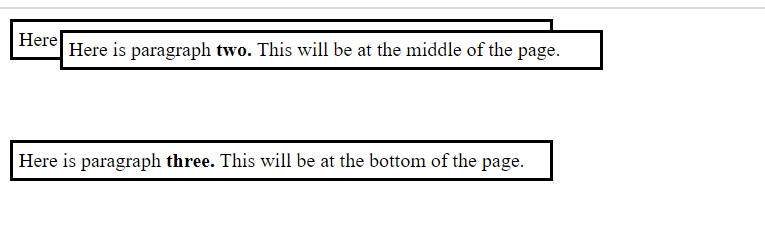 Here
Here is paragraph two. This will be at the middle of the page.
Here is paragraph three. This will be at the bottom of the page.